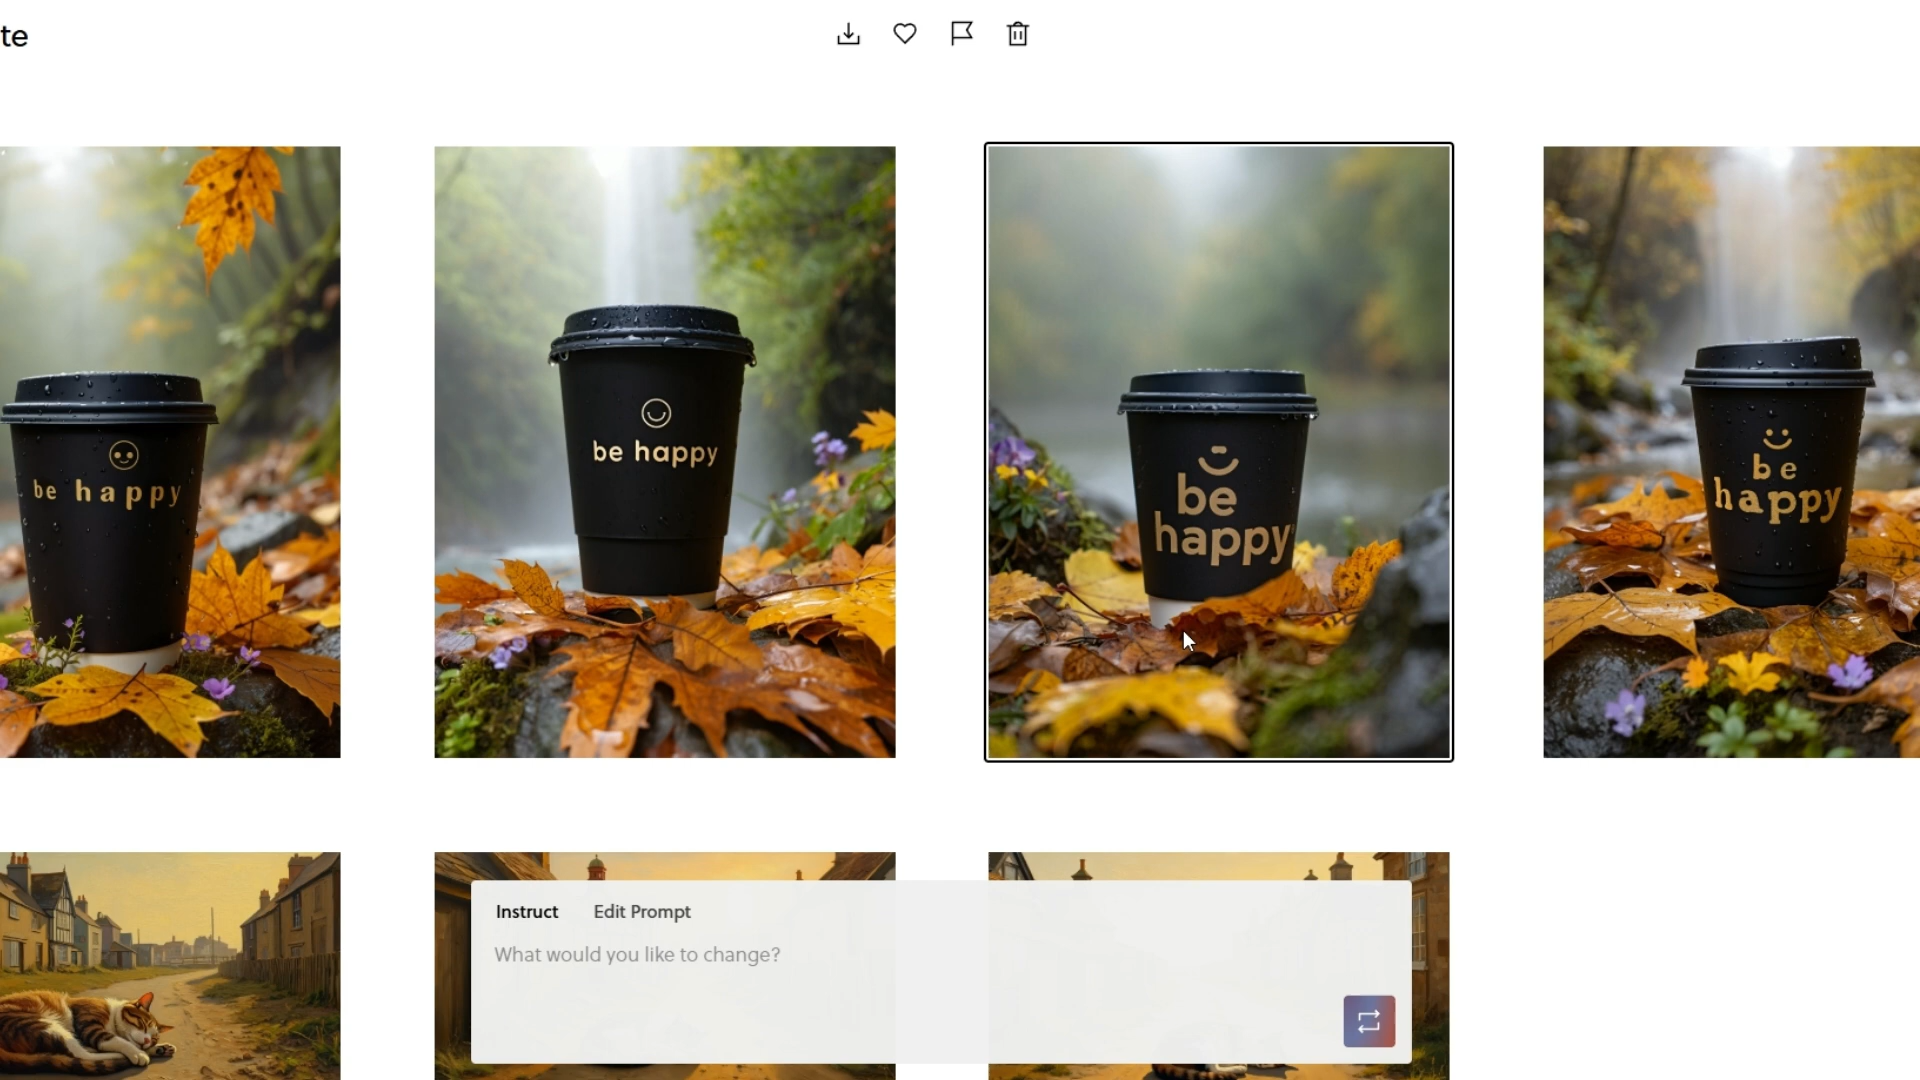 te
be happy
be happy
be
happy
be
happy
Instruct Edit Prompt
What would you like to change?